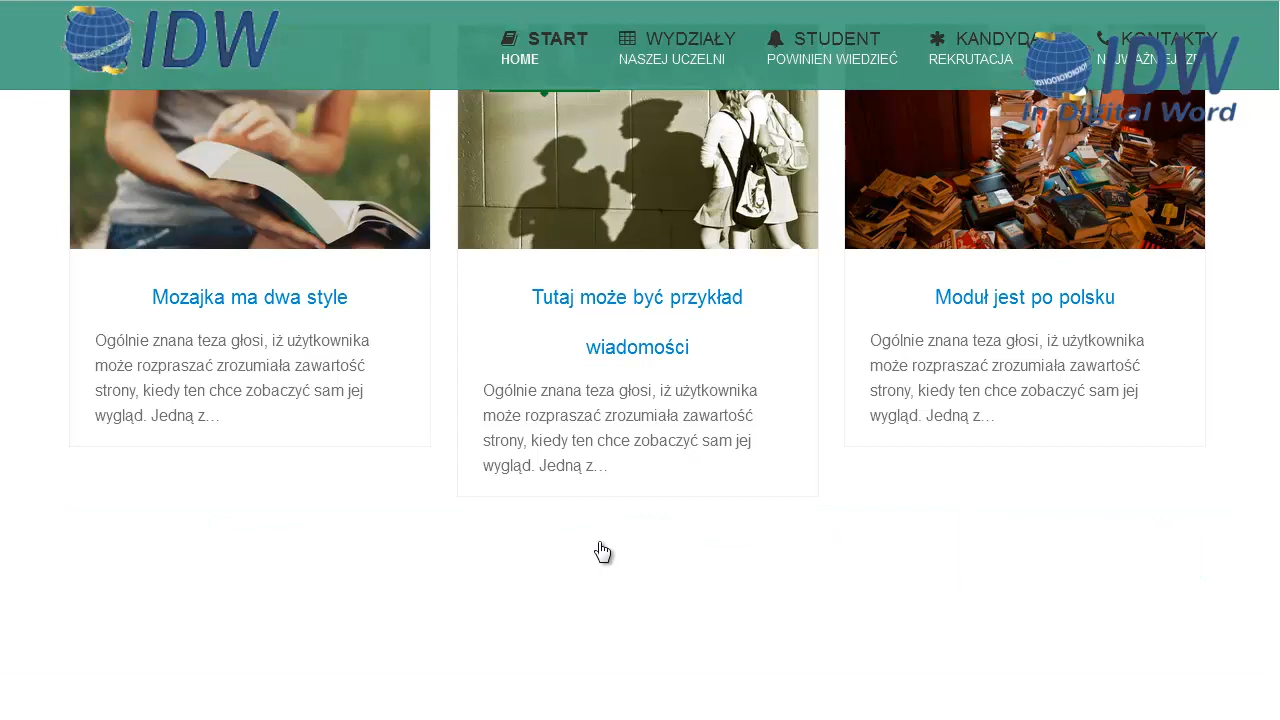 IDW
START
HOME
WYDZIAŁY
NASZEJ UCZELNI
STUDENT
POWINIEN WIEDZIEĆ
REKRUTACJA
KONTAKTY
IDW
In Digital Word
Mozajka ma dwa style
Ogólnie znana teza głosi, iż użytkownika
może rozpraszać zrozumiała zawartość
strony, kiedy ten chce zobaczyć sam jej
wygląd. Jedną z…
Tutaj może być przykład
wiadomości
Ogólnie znana teza głosi, iż użytkownika
może rozpraszać zrozumiała zawartość
strony, kiedy ten chce zobaczyć sam jej
wygląd. Jedną z…
Moduł jest po polsku
Ogólnie znana teza głosi, iż użytkownika
może rozpraszać zrozumiała zawartość
strony, kiedy ten chce zobaczyć sam jej
wygląd. Jedną z…